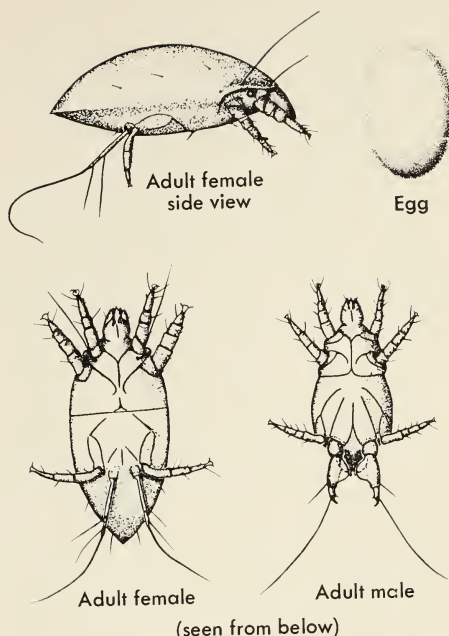 Adult female
side view
Egg
Adult female
Adult male
(seen from below)